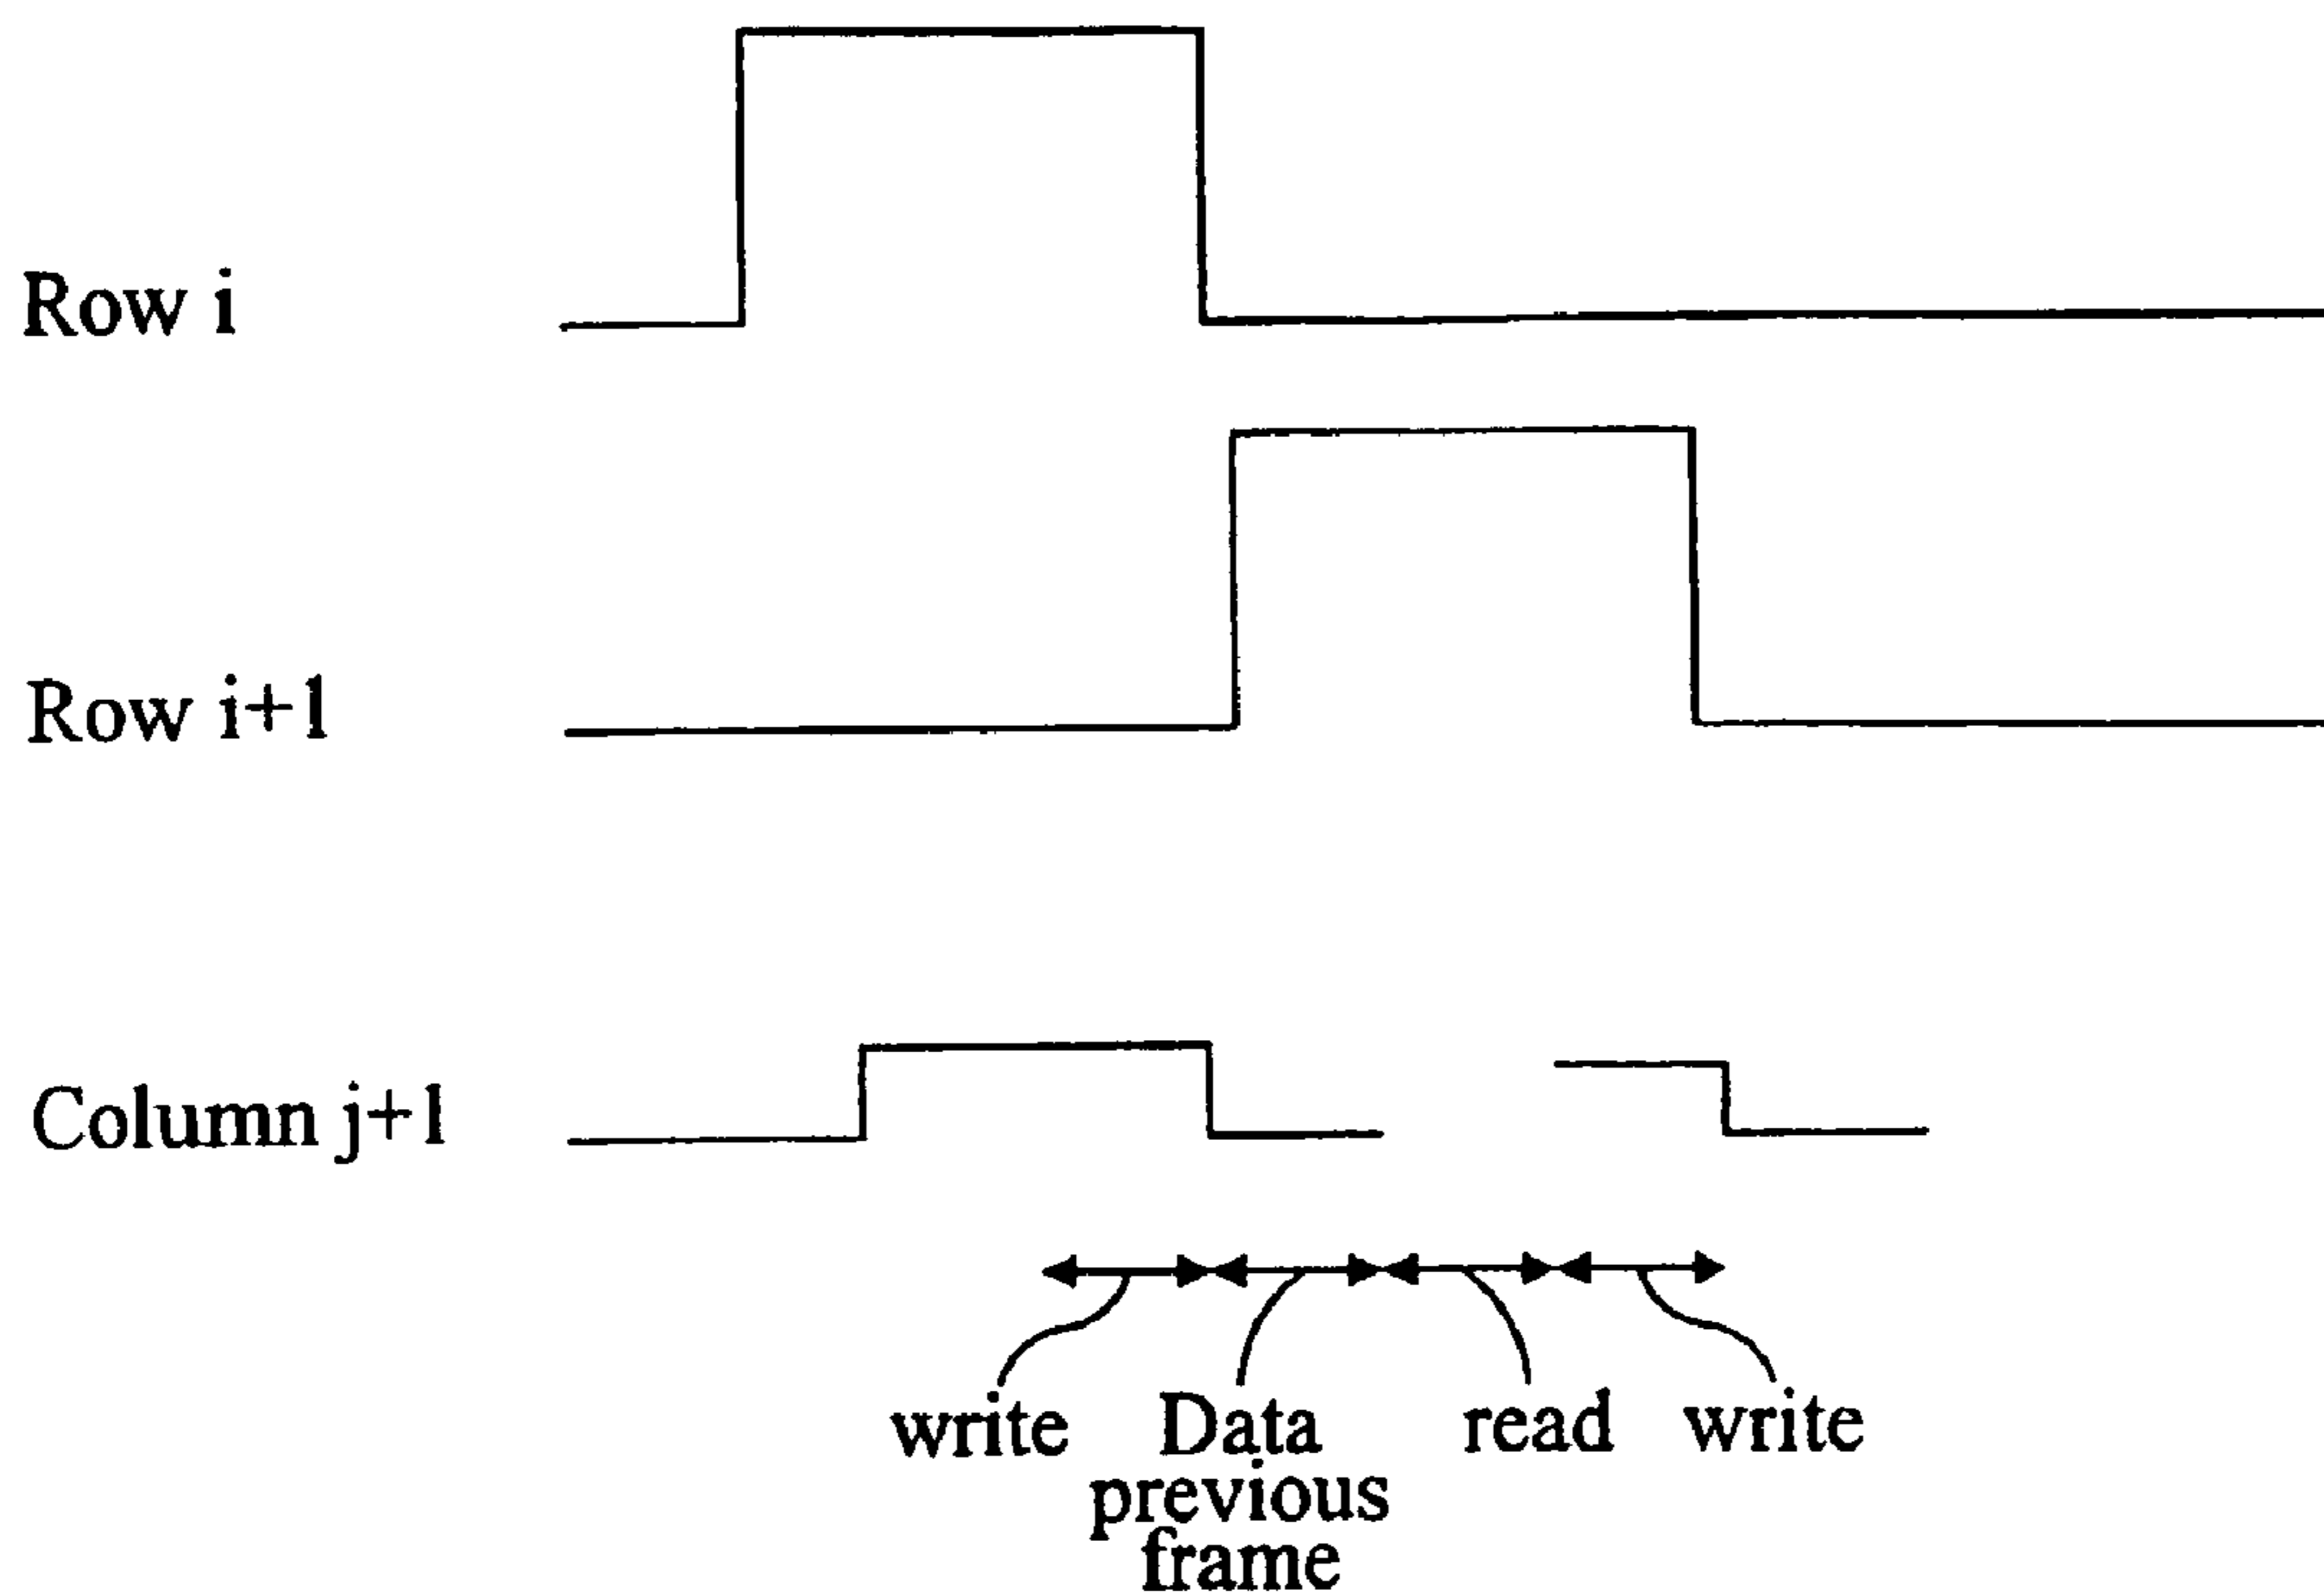 Row i
Row i+1
Column j+1
write Data read write
previous
frame